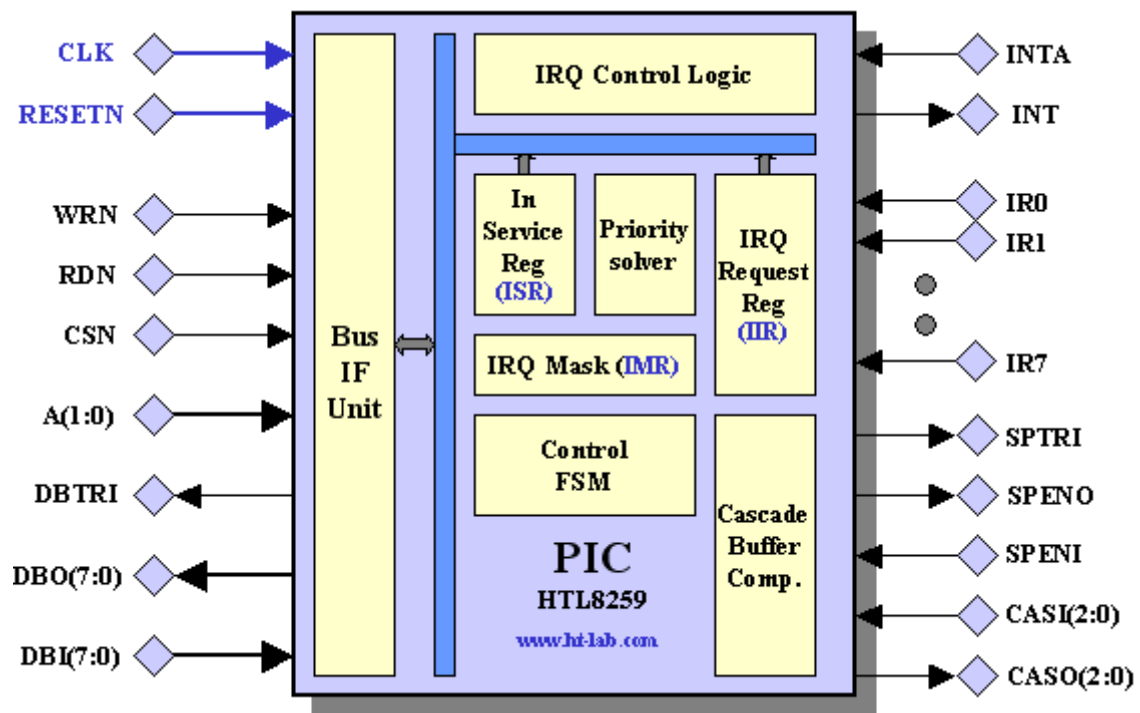 CLK
RESETN
WRN
RDN
CSN
A(1:0)
DBTRI
DBO(7:0)
DBI(7:0)
Bus
IF
Unit
IRQ Control Logic
In
Service
Reg
(ISR)
Priority
solver
IRQ
Request
Reg
(IIR)
IRQ Mask (IMR)
Control
FSM
Cascade
Buffer
Comp.
PIC
HTL8259
www.ht-lab.com
INTA
INT
IR0
IR1
IR7
SPTRI
SPENO
SPENI
CASI(2:0)
CASO(2:0)